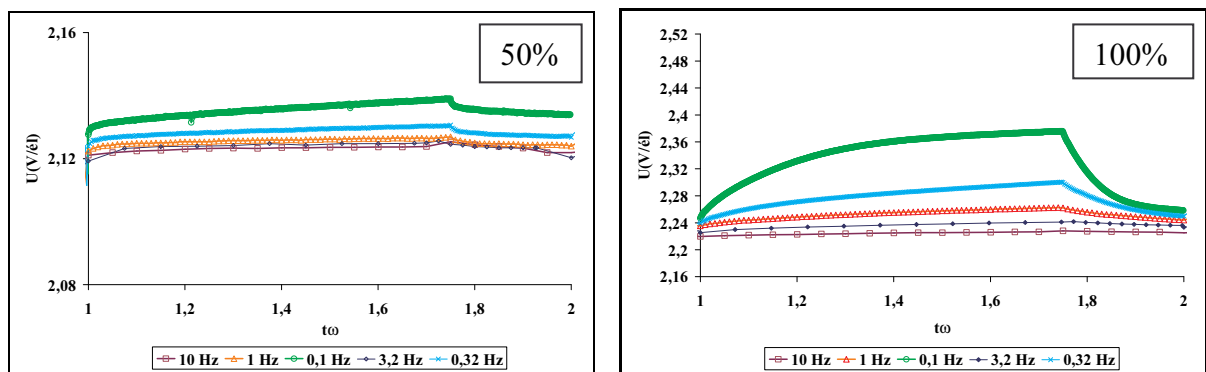 2,16
50%
2,12
2,08
U(V/él)
1 1,2 1,4 1,6 1,8 2
tω
10 Hz 1 Hz 0,1 Hz 3,2 Hz 0,32 Hz
2,52
100%
2,48
2,44
2,4
2,36
2,32
2,28
2,24
2,2
2,16
U(V/él)
1 1,2 1,4 1,6 1,8 2
tω
10 Hz 1 Hz 0,1 Hz 3,2 Hz 0,32 Hz